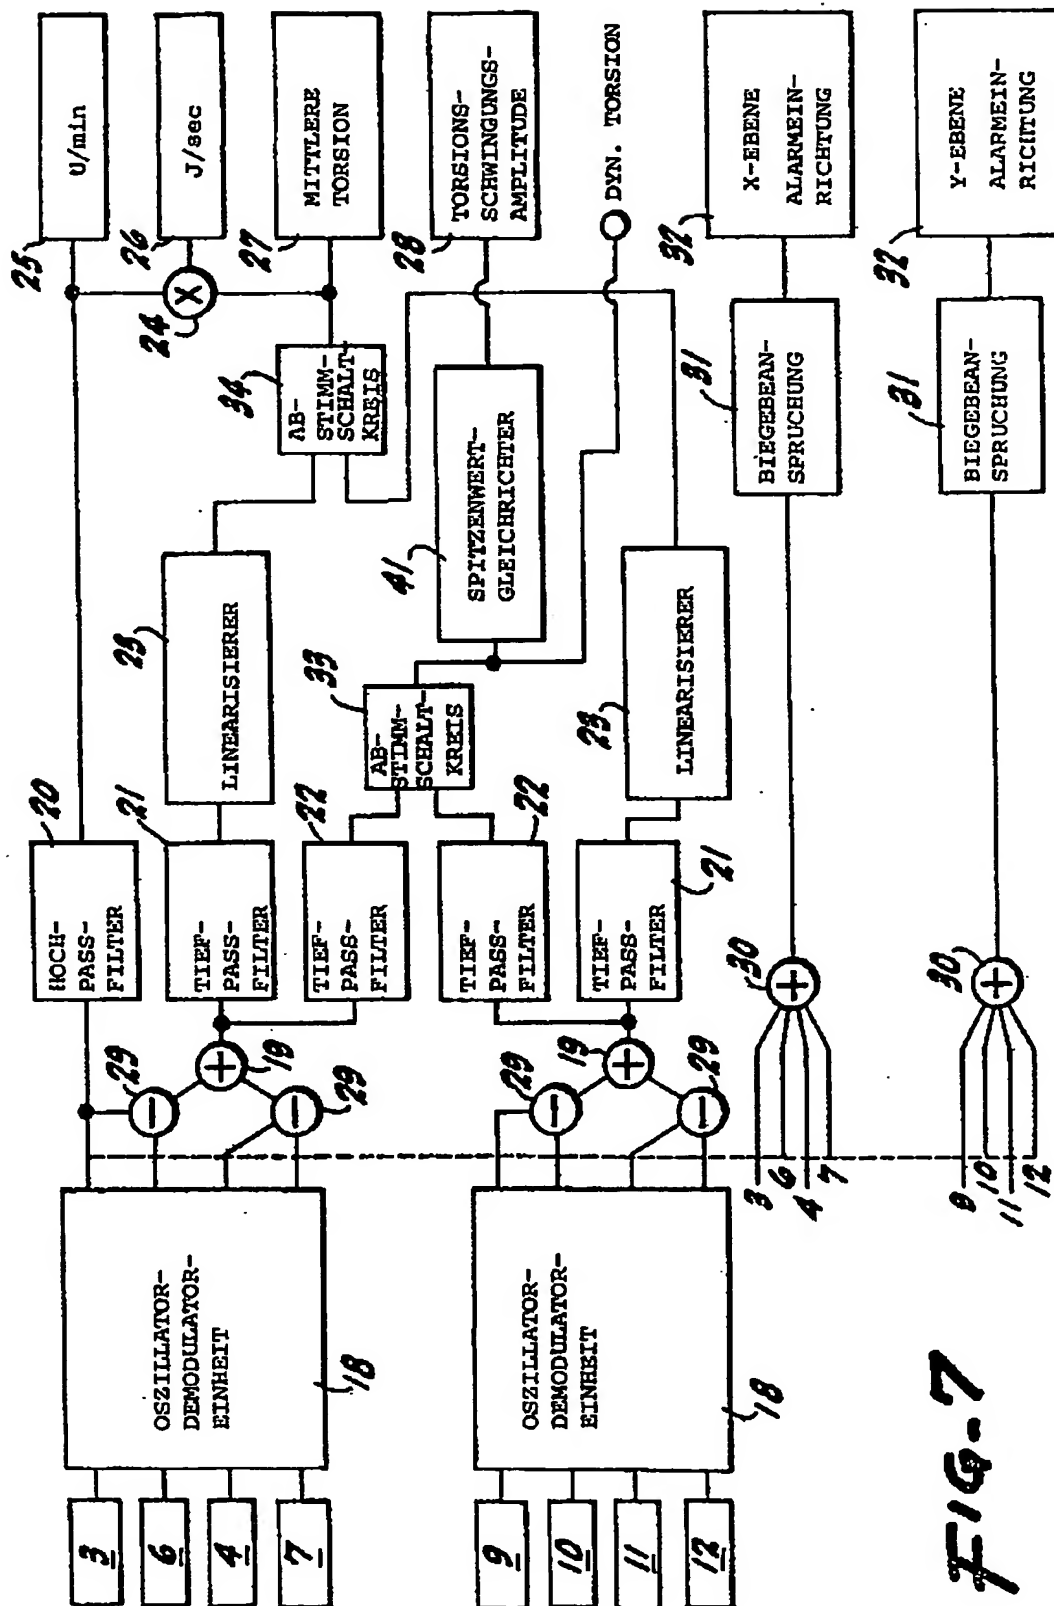 3
6
4
7
9
10
11
12
OSZILLATOR-
DEMODULATOR-
EINHEIT
18
OSZILLATOR-
DEMODULATOR-
EINHEIT
18
29
29
19
29
29
19
HOCH-
PASS-
FILTER
20
TIEF-
PASS-
FILTER
21
TIEF-
PASS-
FILTER
22
TIEF-
PASS-
FILTER
22
TIEF-
PASS-
FILTER
21
LINEARISIERER
23
AB-
STIMM-
SCHALT-
KREIS
33
LINEARISIERER
23
AB-
STIMM-
SCHALT-
KREIS
34
SPITZENWERT-
GLEICHRICHTER
41
X
24
U/min
25
J/sec
26
MITTLERE
TORSION
27
TORSIONS-
SCHWINGUNGS-
AMPLITUDE
28
DYN. TORSION
3
6
4
7
+
30
BIEGEBEAN-
SPRUCHUNG
31
X-EBENE
ALARMEIN-
RICHTUNG
32
10
11
12
+
30
BIEGEBEAN-
SPRUCHUNG
31
Y-EBENE
ALARMEIN-
RICHTUNG
32
FIG-7